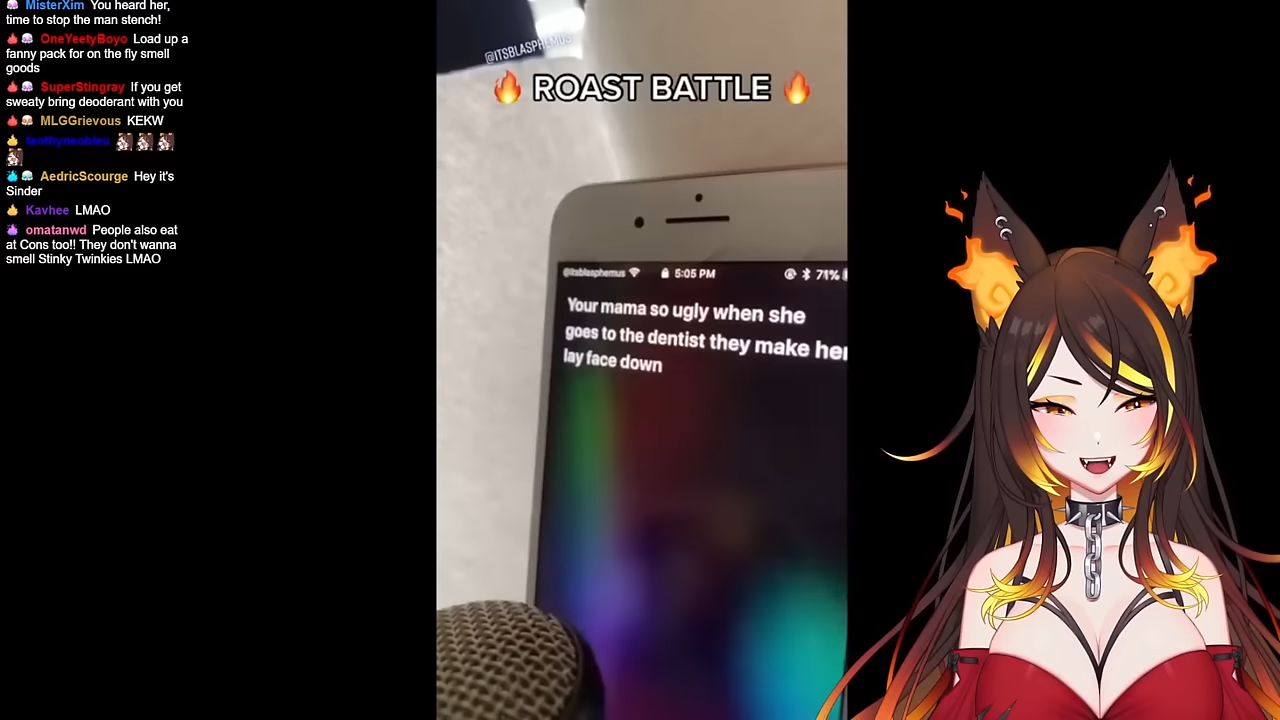 MisterXim You heard her,
time to stop the man stench!
OneYeetyBoyo Load up a
fanny pack for on the fly smell
goods
SuperStingray If you get
sweaty bring deoderant with you
MLGGrievous KEKW
AedricScourge Hey it's
Sinder
Kavhee LMAO
omatanwd People also eat
at Cons too!! They don't wanna
smell Stinky Twinkies LMAO
@ITSBLASPHEMUS
🔥 ROAST BATTLE 🔥
@itsblasphemus 5:05 PM 71%
Your mama so ugly when she
goes to the dentist they make her
lay face down